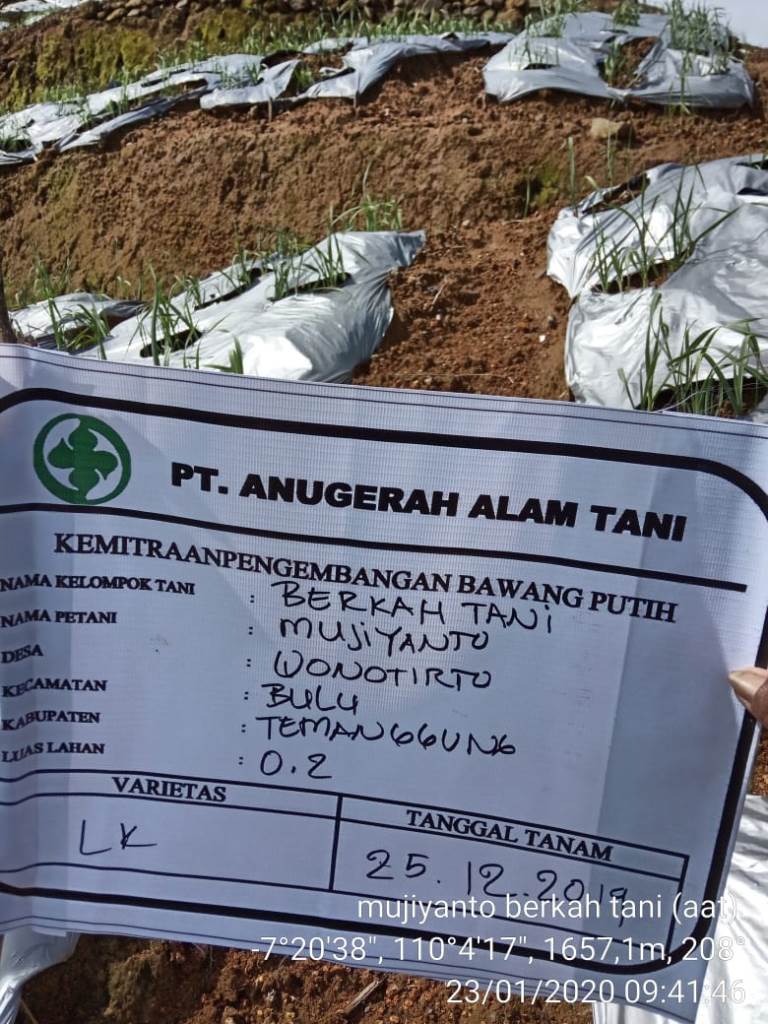 PT. ANUGERAH ALAM TANI
KEMITRAANPENGEMBANGAN BAWANG PUTIH
NAMA KELOMPOK TANI : BERKAH TANI
NAMA PETANI : MUJIYANTO
DESA : WONOTIRTO
KECAMATAN : BULU
KABUPATEN : TEMANGGUNG
LUAS LAHAN : 0.2
VARIETAS TANGGAL TANAM
LK 25.12.2019
mujiyanto berkah tani (aat).
-7°20'38", 110°4'17", 1657,1m, 208°
23/01/2020 09:41:46